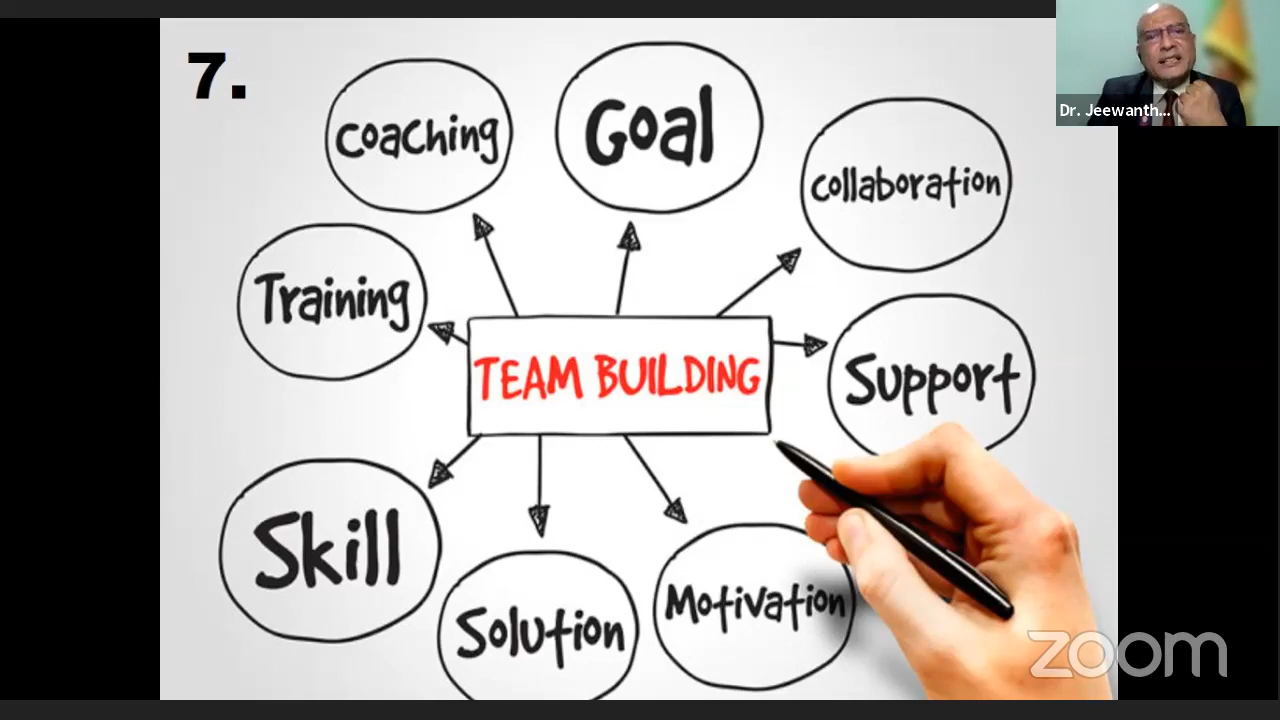 7.
coaching
Goal
collaboration
Training
TEAM BUILDING
Support
Skill
Solution
Motivation
Dr. Jeewanth...
zoom